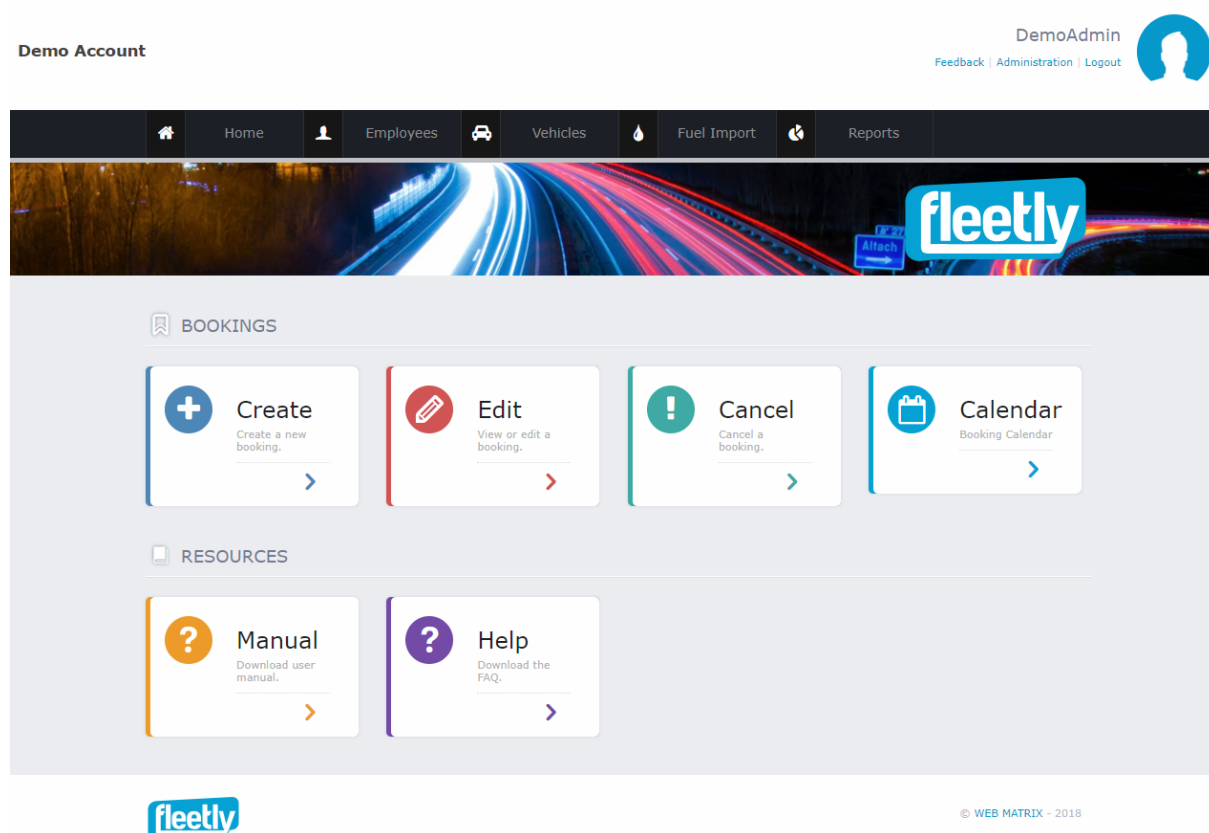 Demo Account
DemoAdmin
Feedback | Administration | Logout
Home Employees Vehicles Fuel Import Reports
Altach
fleetly
BOOKINGS
Create
Create a new
booking.
Edit
View or edit a
booking.
Cancel
Cancel a
booking.
Calendar
Booking Calendar
RESOURCES
Manual
Download user
manual.
Help
Download the
FAQ.
fleetly
© WEB MATRIX - 2018